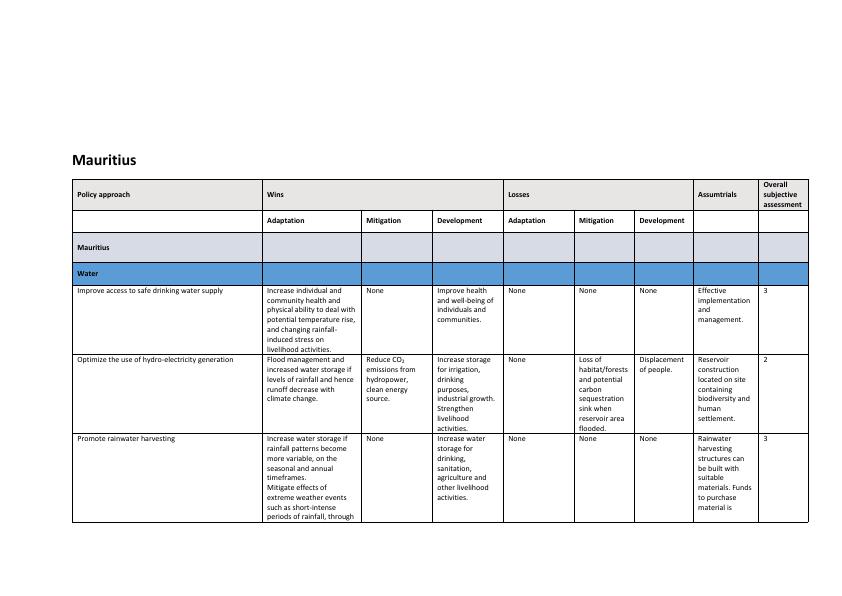 Mauritius
Policy approach
Wins
Losses
Assumtrials
Overall
subjective
assessment
Adaptation
Mitigation
Development
Adaptation
Mitigation
Development
Mauritius
Water
Improve access to safe drinking water supply
Increase individual and
community health and
physical ability to deal with
potential temperature rise,
and changing rainfall-
induced stress on
livelihood activities.
None
Improve health
and well-being of
individuals and
communities.
None
None
None
Effective
implementation
and
management.
3
Optimize the use of hydro-electricity generation
Flood management and
increased water storage if
levels of rainfall and hence
runoff decrease with
climate change.
Reduce CO₂
emissions from
hydropower,
clean energy
source.
Increase storage
for irrigation,
drinking
purposes,
industrial growth.
Strengthen
livelihood
activities.
None
Loss of
habitat/forests
and potential
carbon
sequestration
sink when
reservoir area
flooded.
Displacement
of people.
Reservoir
construction
located on site
containing
biodiversity and
human
settlement.
2
Promote rainwater harvesting
Increase water storage if
rainfall patterns become
more variable, on the
seasonal and annual
timeframes.
Mitigate effects of
extreme weather events
such as short-intense
periods of rainfall, through
None
Increase water
storage for
drinking,
sanitation,
agriculture and
other livelihood
activities.
None
None
None
Rainwater
harvesting
structures can
be built with
suitable
materials. Funds
to purchase
material is
3